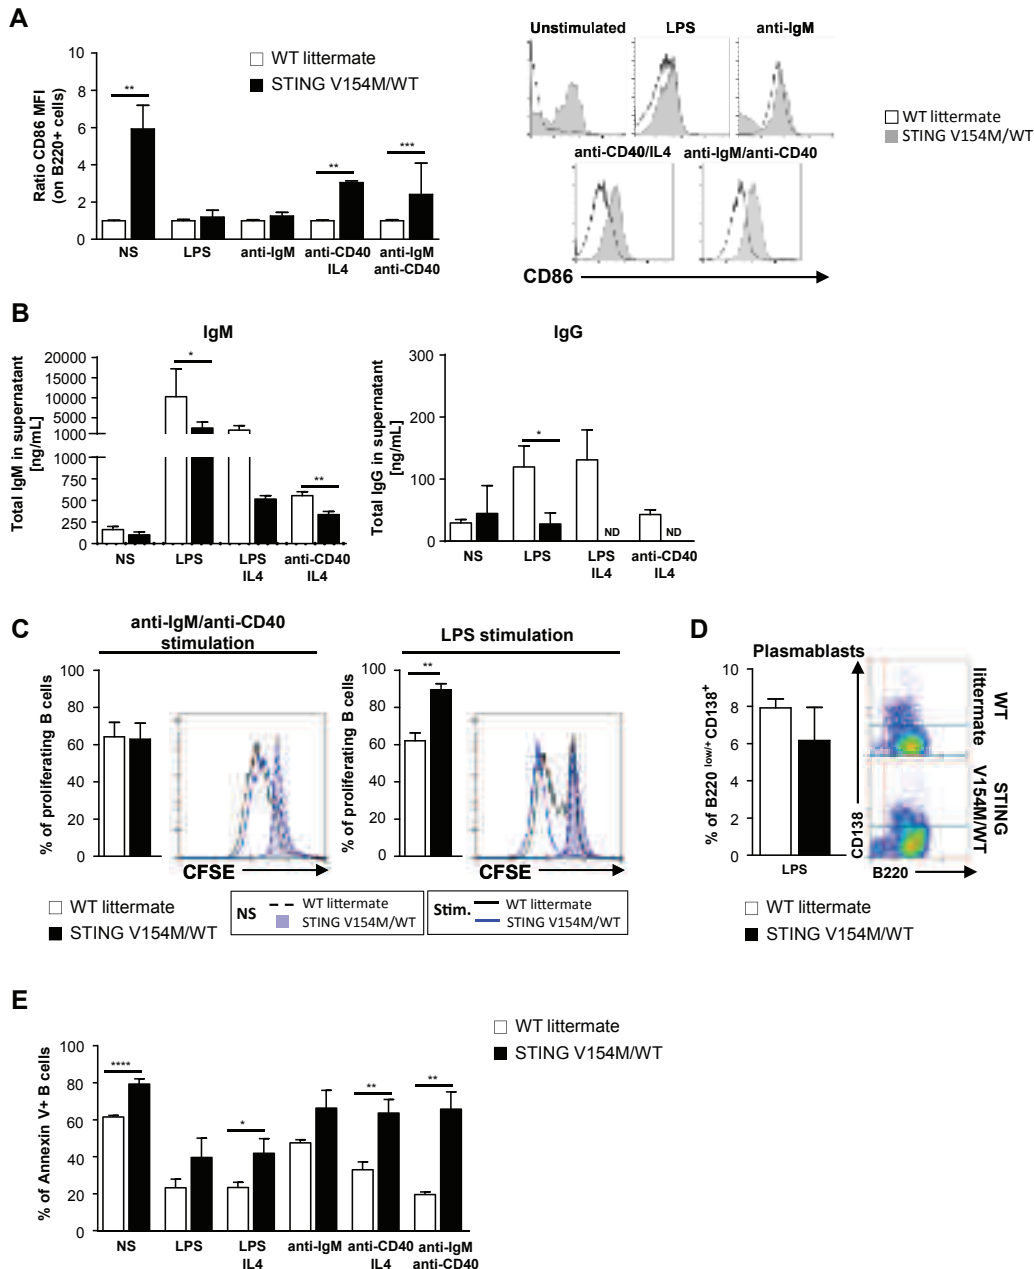 A
Ratio CD86 MFI
(on B220+ cells)
10
8
6
4
2
0
WT littermate
STING V154M/WT
**
**
***
NS
LPS
anti-IgM
anti-CD40
IL4
anti-IgM
anti-CD40
Unstimulated
LPS
anti-IgM
anti-CD40/IL4
anti-IgM/anti-CD40
CD86
WT littermate
STING V154M/WT
B
IgM
Total IgM in supernatant
[ng/mL]
20000
15000
10000
5000
1000
1000
750
500
250
0
*
**
NS
LPS
LPS
IL4
anti-CD40
IL4
IgG
Total IgG in supernatant
[ng/mL]
300
200
100
0
*
ND
ND
NS
LPS
LPS
IL4
anti-CD40
IL4
C
anti-IgM/anti-CD40
stimulation
% of proliferating B cells
100
80
60
40
20
0
CFSE
LPS stimulation
% of proliferating B cells
100
80
60
40
20
0
**
CFSE
WT littermate
STING V154M/WT
NS
WT littermate
STING V154M/WT
Stim.
WT littermate
STING V154M/WT
D
Plasmablasts
% of B220 low/+ CD138+
10
8
6
4
2
0
LPS
CD138
B220
WT
littermate
STING
V154M/WT
WT littermate
STING V154M/WT
E
WT littermate
STING V154M/WT
% of Annexin V+ B cells
100
80
60
40
20
0
****
*
**
**
NS
LPS
LPS
IL4
anti-IgM
anti-CD40
IL4
anti-IgM
anti-CD40